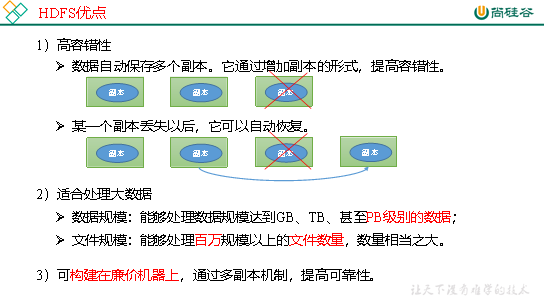 HDFS优点
尚硅谷
1）高容错性
➢ 数据自动保存多个副本。它通过增加副本的形式，提高容错性。
副本 副本 副本
➢ 某一个副本丢失以后，它可以自动恢复。
副本 副本 副本 副本
2）适合处理大数据
➢ 数据规模：能够处理数据规模达到GB、TB、甚至PB级别的数据；
➢ 文件规模：能够处理百万规模以上的文件数量，数量相当之大。
3）可构建在廉价机器上，通过多副本机制，提高可靠性。
让天下没有难学的技术